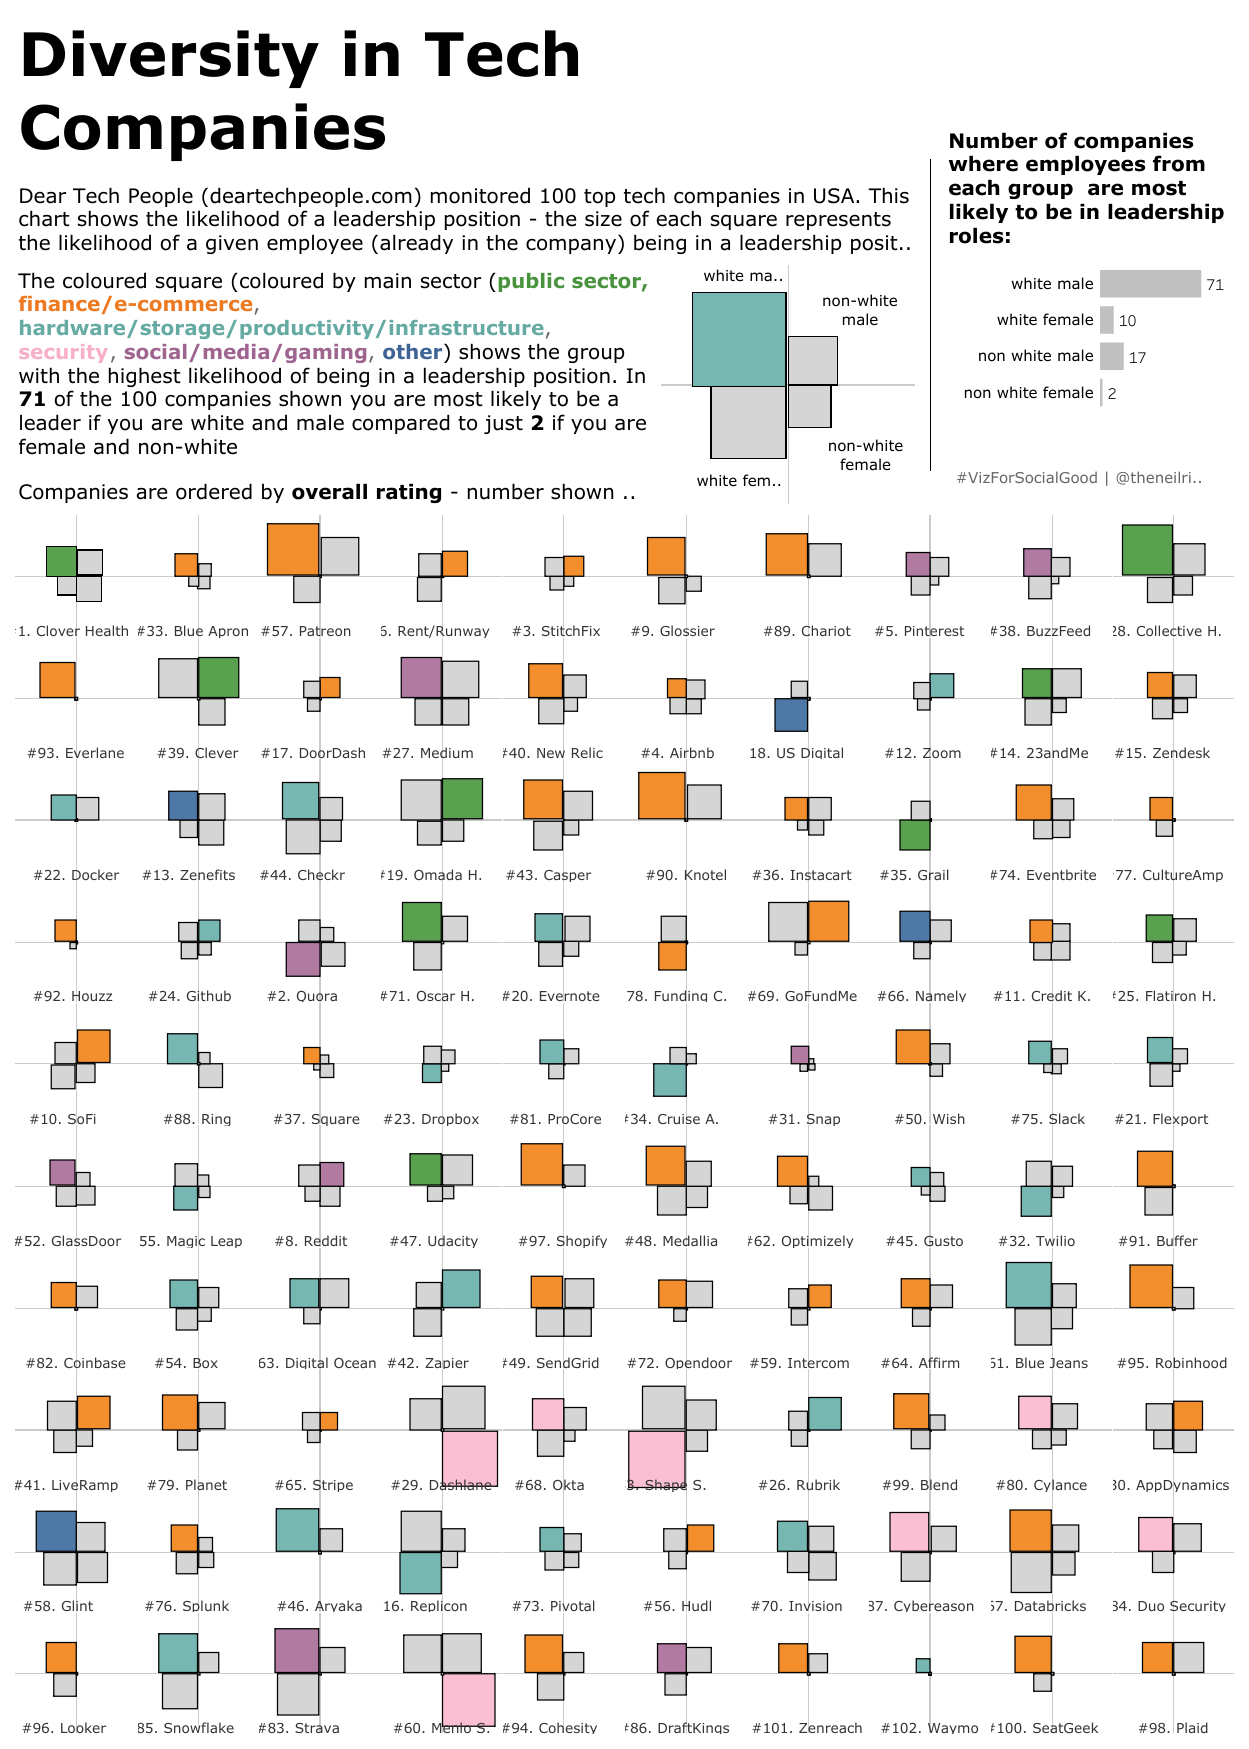 Diversity in Tech
Companies
Dear Tech People (deartechpeople.com) monitored 100 top tech companies in USA. This
chart shows the likelihood of a leadership position - the size of each square represents
the likelihood of a given employee (already in the company) being in a leadership posit..
The coloured square (coloured by main sector (public sector,
finance/e-commerce,
hardware/storage/productivity/infrastructure,
security, social/media/gaming, other) shows the group
with the highest likelihood of being in a leadership position. In
71 of the 100 companies shown you are most likely to be a
leader if you are white and male compared to just 2 if you are
female and non-white
Companies are ordered by overall rating - number shown ..
white ma..
non-white
male
non-white
female
white fem..
Number of companies
where employees from
each group are most
likely to be in leadership
roles:
white male 71
white female 10
non white male 17
non white female 2
#VizForSocialGood | @theneilri..
#1. Clover Health #33. Blue Apron #57. Patreon 6. Rent/Runway #3. StitchFix #9. Glossier #89. Chariot #5. Pinterest #38. BuzzFeed 28. Collective H.
#93. Everlane #39. Clever #17. DoorDash #27. Medium #40. New Relic #4. Airbnb 18. US Digital #12. Zoom #14. 23andMe #15. Zendesk
#22. Docker #13. Zenefits #44. Checkr #19. Omada H. #43. Casper #90. Knotel #36. Instacart #35. Grail #74. Eventbrite #77. CultureAmp
#92. Houzz #24. Github #2. Quora #71. Oscar H. #20. Evernote 78. Funding C. #69. GoFundMe #66. Namely #11. Credit K. #25. Flatiron H.
#10. SoFi #88. Ring #37. Square #23. Dropbox #81. ProCore #34. Cruise A. #31. Snap #50. Wish #75. Slack #21. Flexport
#52. GlassDoor 55. Magic Leap #8. Reddit #47. Udacity #97. Shopify #48. Medallia #62. Optimizely #45. Gusto #32. Twilio #91. Buffer
#82. Coinbase #54. Box 63. Digital Ocean #42. Zapier #49. SendGrid #72. Opendoor #59. Intercom #64. Affirm 51. Blue Jeans #95. Robinhood
#41. LiveRamp #79. Planet #65. Stripe #29. Dashlane #68. Okta 3. Shape S. #26. Rubrik #99. Blend #80. Cylance 30. AppDynamics
#58. Glint #76. Splunk #46. Aryaka 16. Replicon #73. Pivotal #56. Hudl #70. Invision 87. Cybereason 67. Databricks 84. Duo Security
#96. Looker 85. Snowflake #83. Strava #60. Menlo S. #94. Cohesity #86. DraftKings #101. Zenreach #102. Waymo #100. SeatGeek #98. Plaid